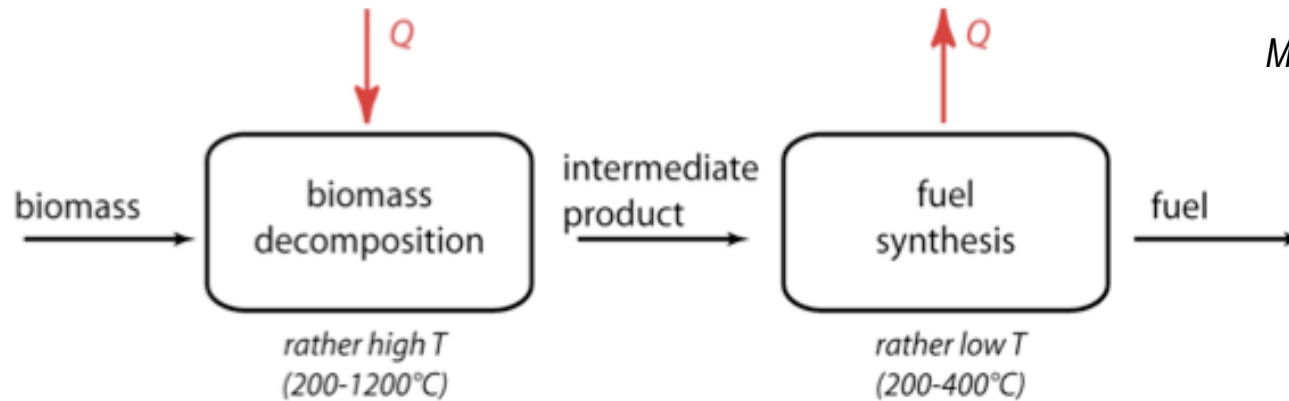 Q
Q
M
biomass
biomass
decomposition
intermediate
product
fuel
synthesis
fuel
rather high T
(200-1200°C)
rather low T
(200-400°C)